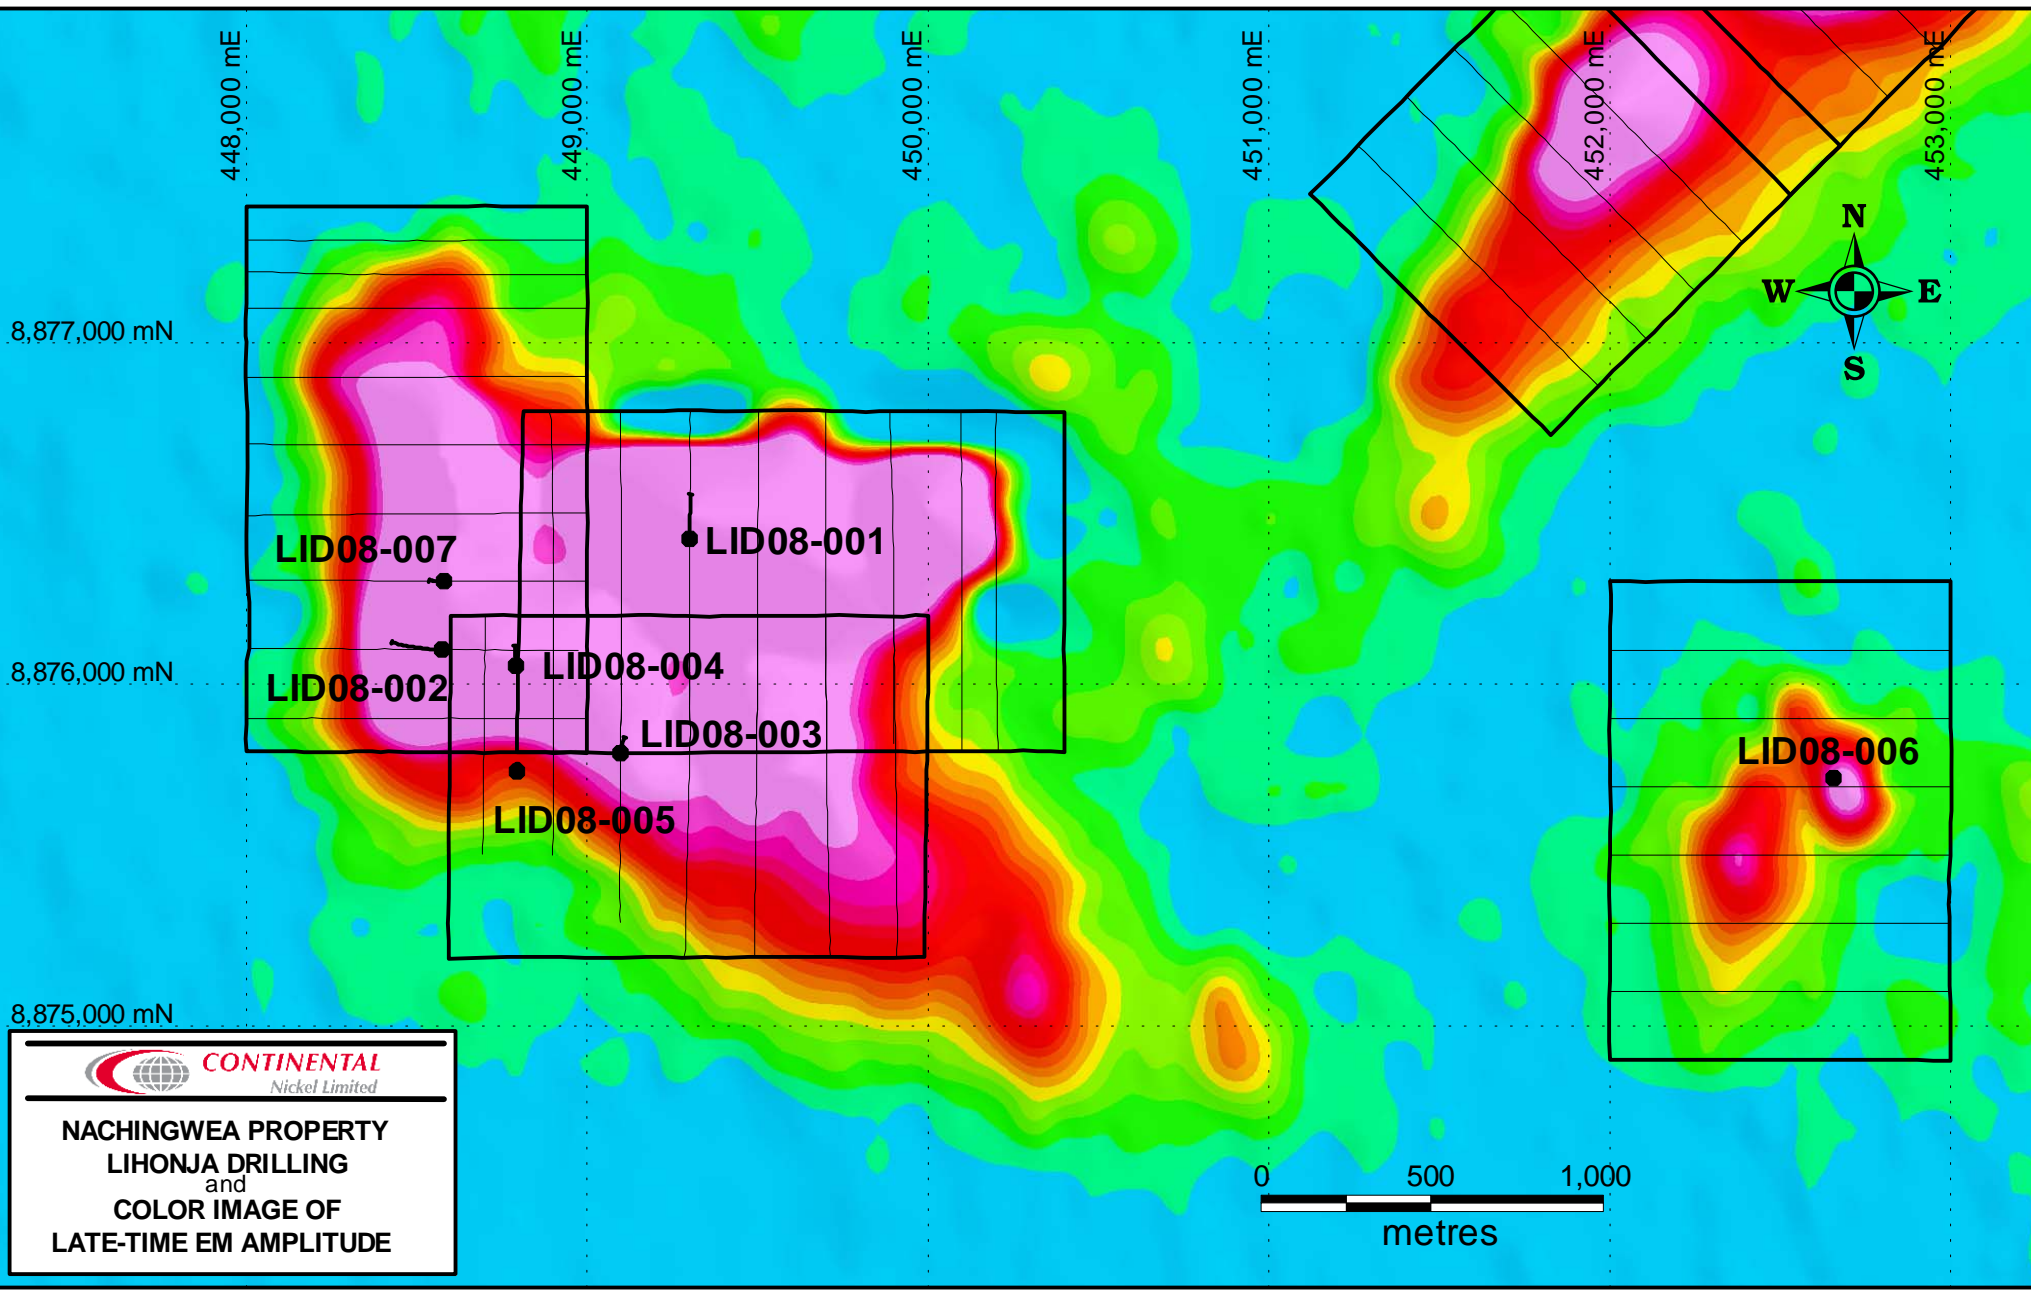 448,000 mE
449,000 mE
450,000 mE
451,000 mE
452,000 mE
453,000 mE
N
W E
S
8,877,000 mN
LID08-007
LID08-001
8,876,000 mN
LID08-004
LID08-002
LID08-003
LID08-006
LID08-005
8,875,000 mN
CONTINENTAL
Nickel Limited
NACHINGWEA PROPERTY
LIHONJA DRILLING
and
COLOR IMAGE OF
LATE-TIME EM AMPLITUDE
0 500 1,000
metres